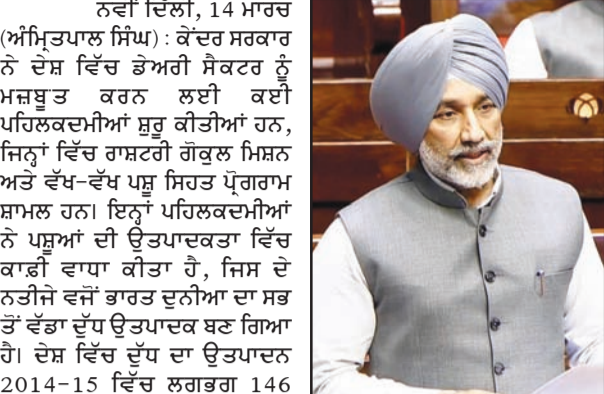 ਨਵੀਂ ਦਿੱਲੀ, 14 ਮਾਰਚ
(ਅੰਮ੍ਰਿਤਪਾਲ ਸਿੰਘ) : ਕੇਂਦਰ ਸਰਕਾਰ
ਨੇ ਦੇਸ਼ ਵਿੱਚ ਡੇਅਰੀ ਸੈਕਟਰ ਨੂੰ
ਮਜ਼ਬੂਤ ਕਰਨ ਲਈ ਕਈ
ਪਹਿਲਕਦਮੀਆਂ ਸ਼ੁਰੂ ਕੀਤੀਆਂ ਹਨ,
ਜਿਨ੍ਹਾਂ ਵਿੱਚ ਰਾਸ਼ਟਰੀ ਗੋਕੁਲ ਮਿਸ਼ਨ
ਅਤੇ ਵੱਖ-ਵੱਖ ਪਸ਼ੂ ਸਿਹਤ ਪ੍ਰੋਗਰਾਮ
ਸ਼ਾਮਲ ਹਨ। ਇਨ੍ਹਾਂ ਪਹਿਲਕਦਮੀਆਂ
ਨੇ ਪਸ਼ੂਆਂ ਦੀ ਉਤਪਾਦਕਤਾ ਵਿੱਚ
ਕਾਫ਼ੀ ਵਾਧਾ ਕੀਤਾ ਹੈ, ਜਿਸ ਦੇ
ਨਤੀਜੇ ਵਜੋਂ ਭਾਰਤ ਦੁਨੀਆ ਦਾ ਸਭ
ਤੋਂ ਵੱਡਾ ਦੁੱਧ ਉਤਪਾਦਕ ਬਣ ਗਿਆ
ਹੈ। ਦੇਸ਼ ਵਿੱਚ ਦੁੱਧ ਦਾ ਉਤਪਾਦਨ
2014-15 ਵਿੱਚ ਲਗਭਗ 146